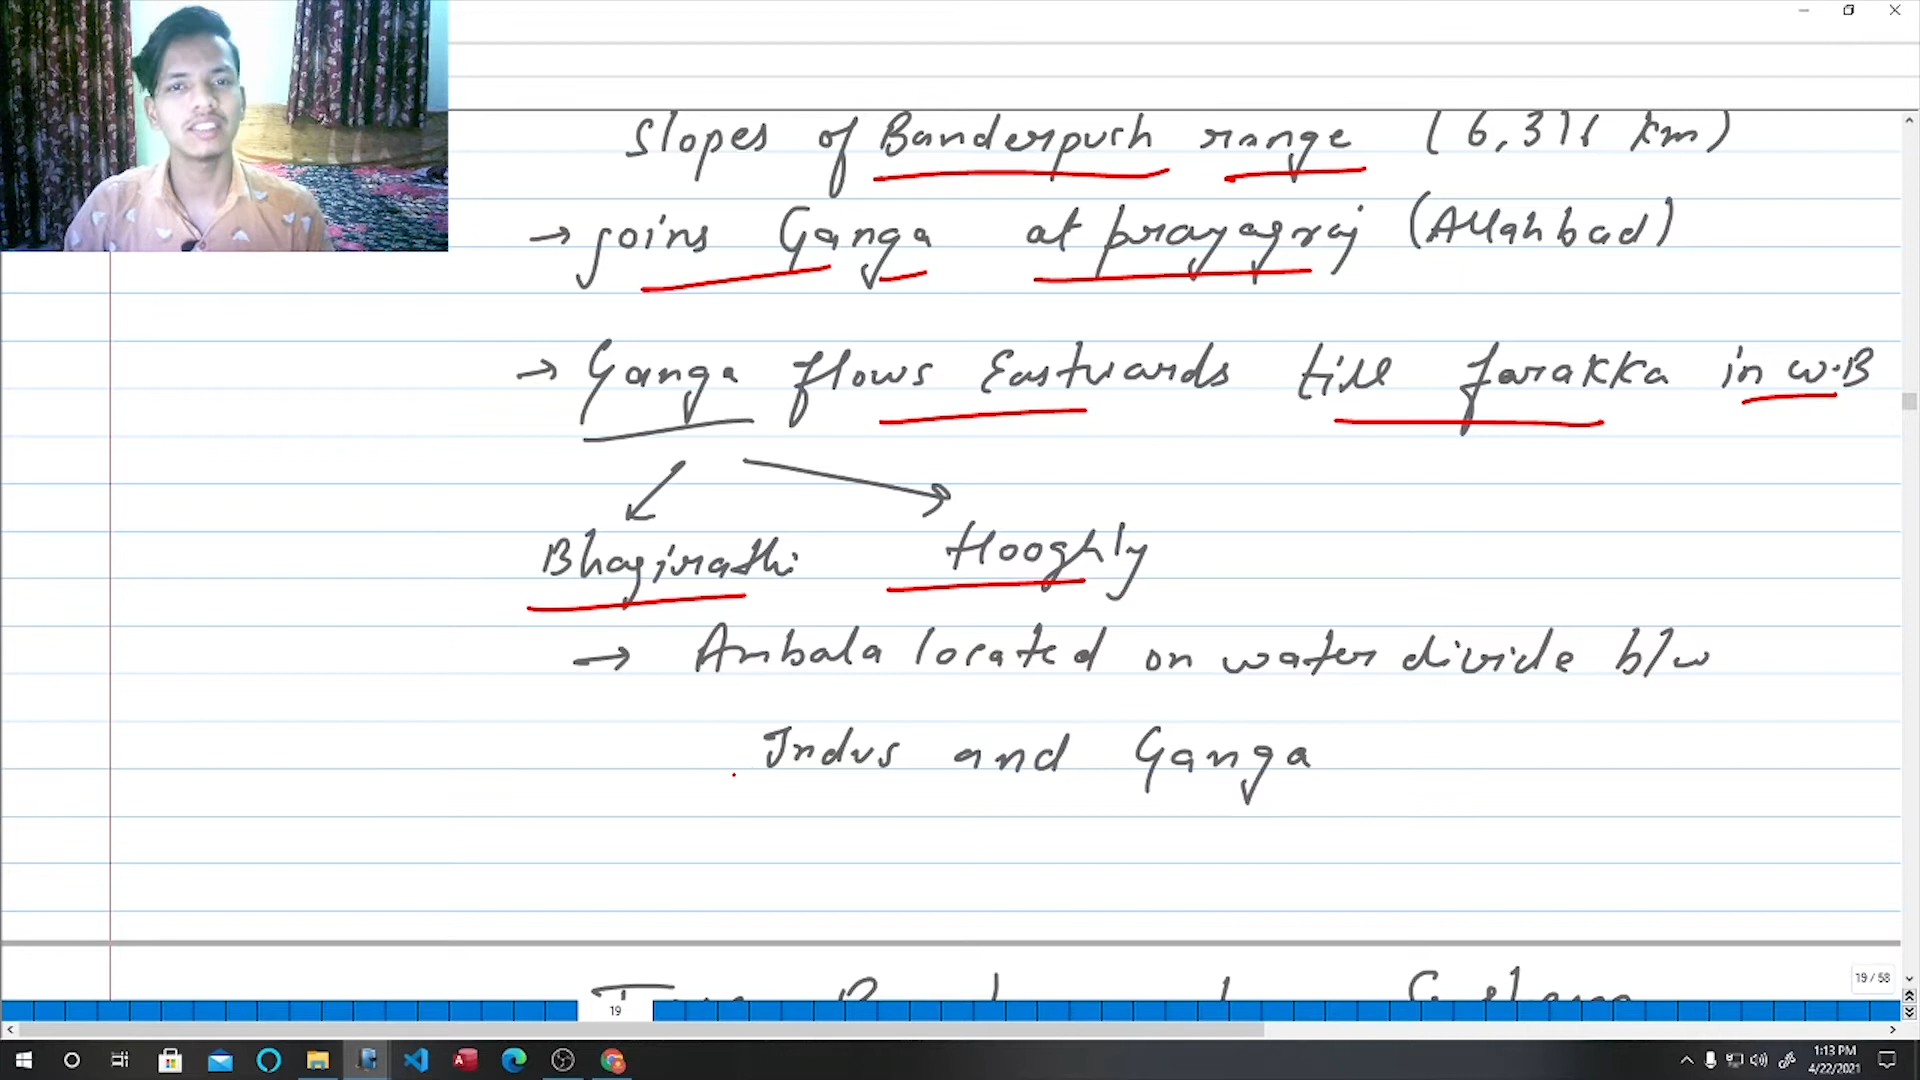 Slopes of Banderpuch range (6,316 km)
→ joins Ganga at prayagraj (Allahbad)
→ Ganga flows Eastwards till farakka in W.B
Bhagirathi Hooghly
→ Ambala located on water divide b/w
Indus and Ganga
19 / 58
19
1:13 PM
4/22/2021